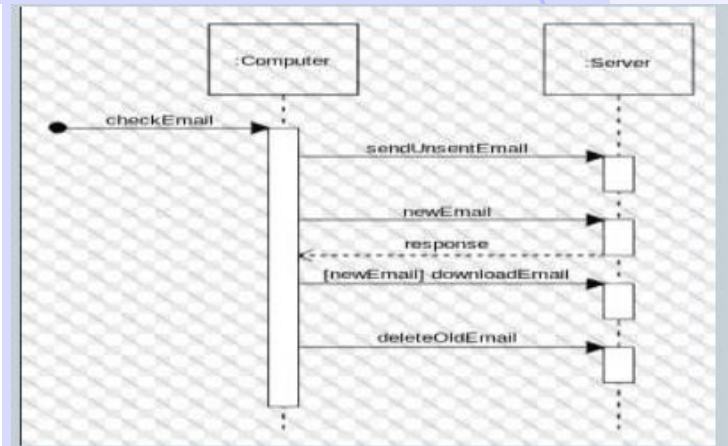 :Computer
:Server
checkEmail
sendUnsentEmail
newEmail
response
[newEmail] downloadEmail
deleteOldEmail